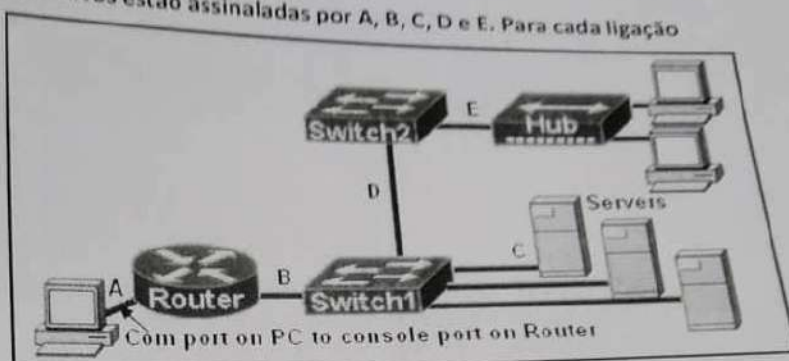 estão assinaladas por A, B, C, D e E. Para cada ligação
E
Switch2
Hub
D
Servers
C
A
Router
B
Switch1
Com port on PC to console port on Router